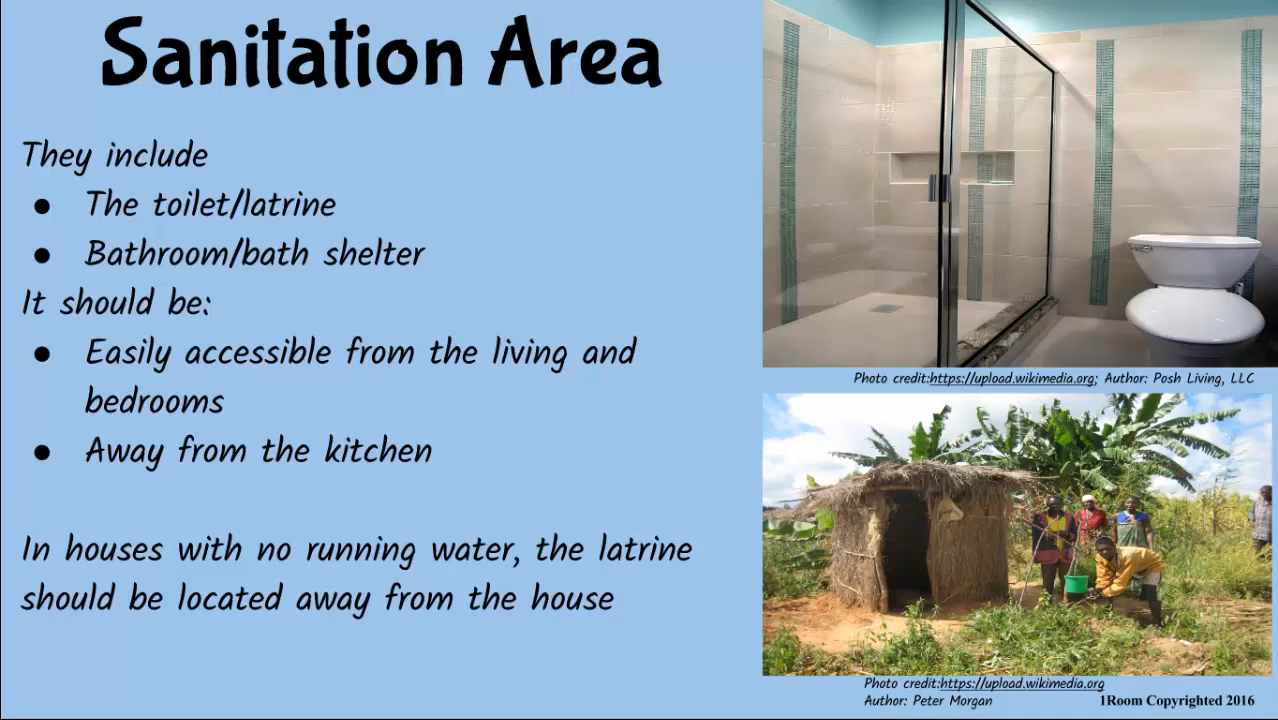 Sanitation Area
They include
● The toilet/latrine
● Bathroom/bath shelter
It should be:
● Easily accessible from the living and
bedrooms
● Away from the kitchen
In houses with no running water, the latrine
should be located away from the house
Photo credit:https://upload.wikimedia.org; Author: Posh Living, LLC
Photo credit:https://upload.wikimedia.org
Author: Peter Morgan
1Room Copyrighted 2016